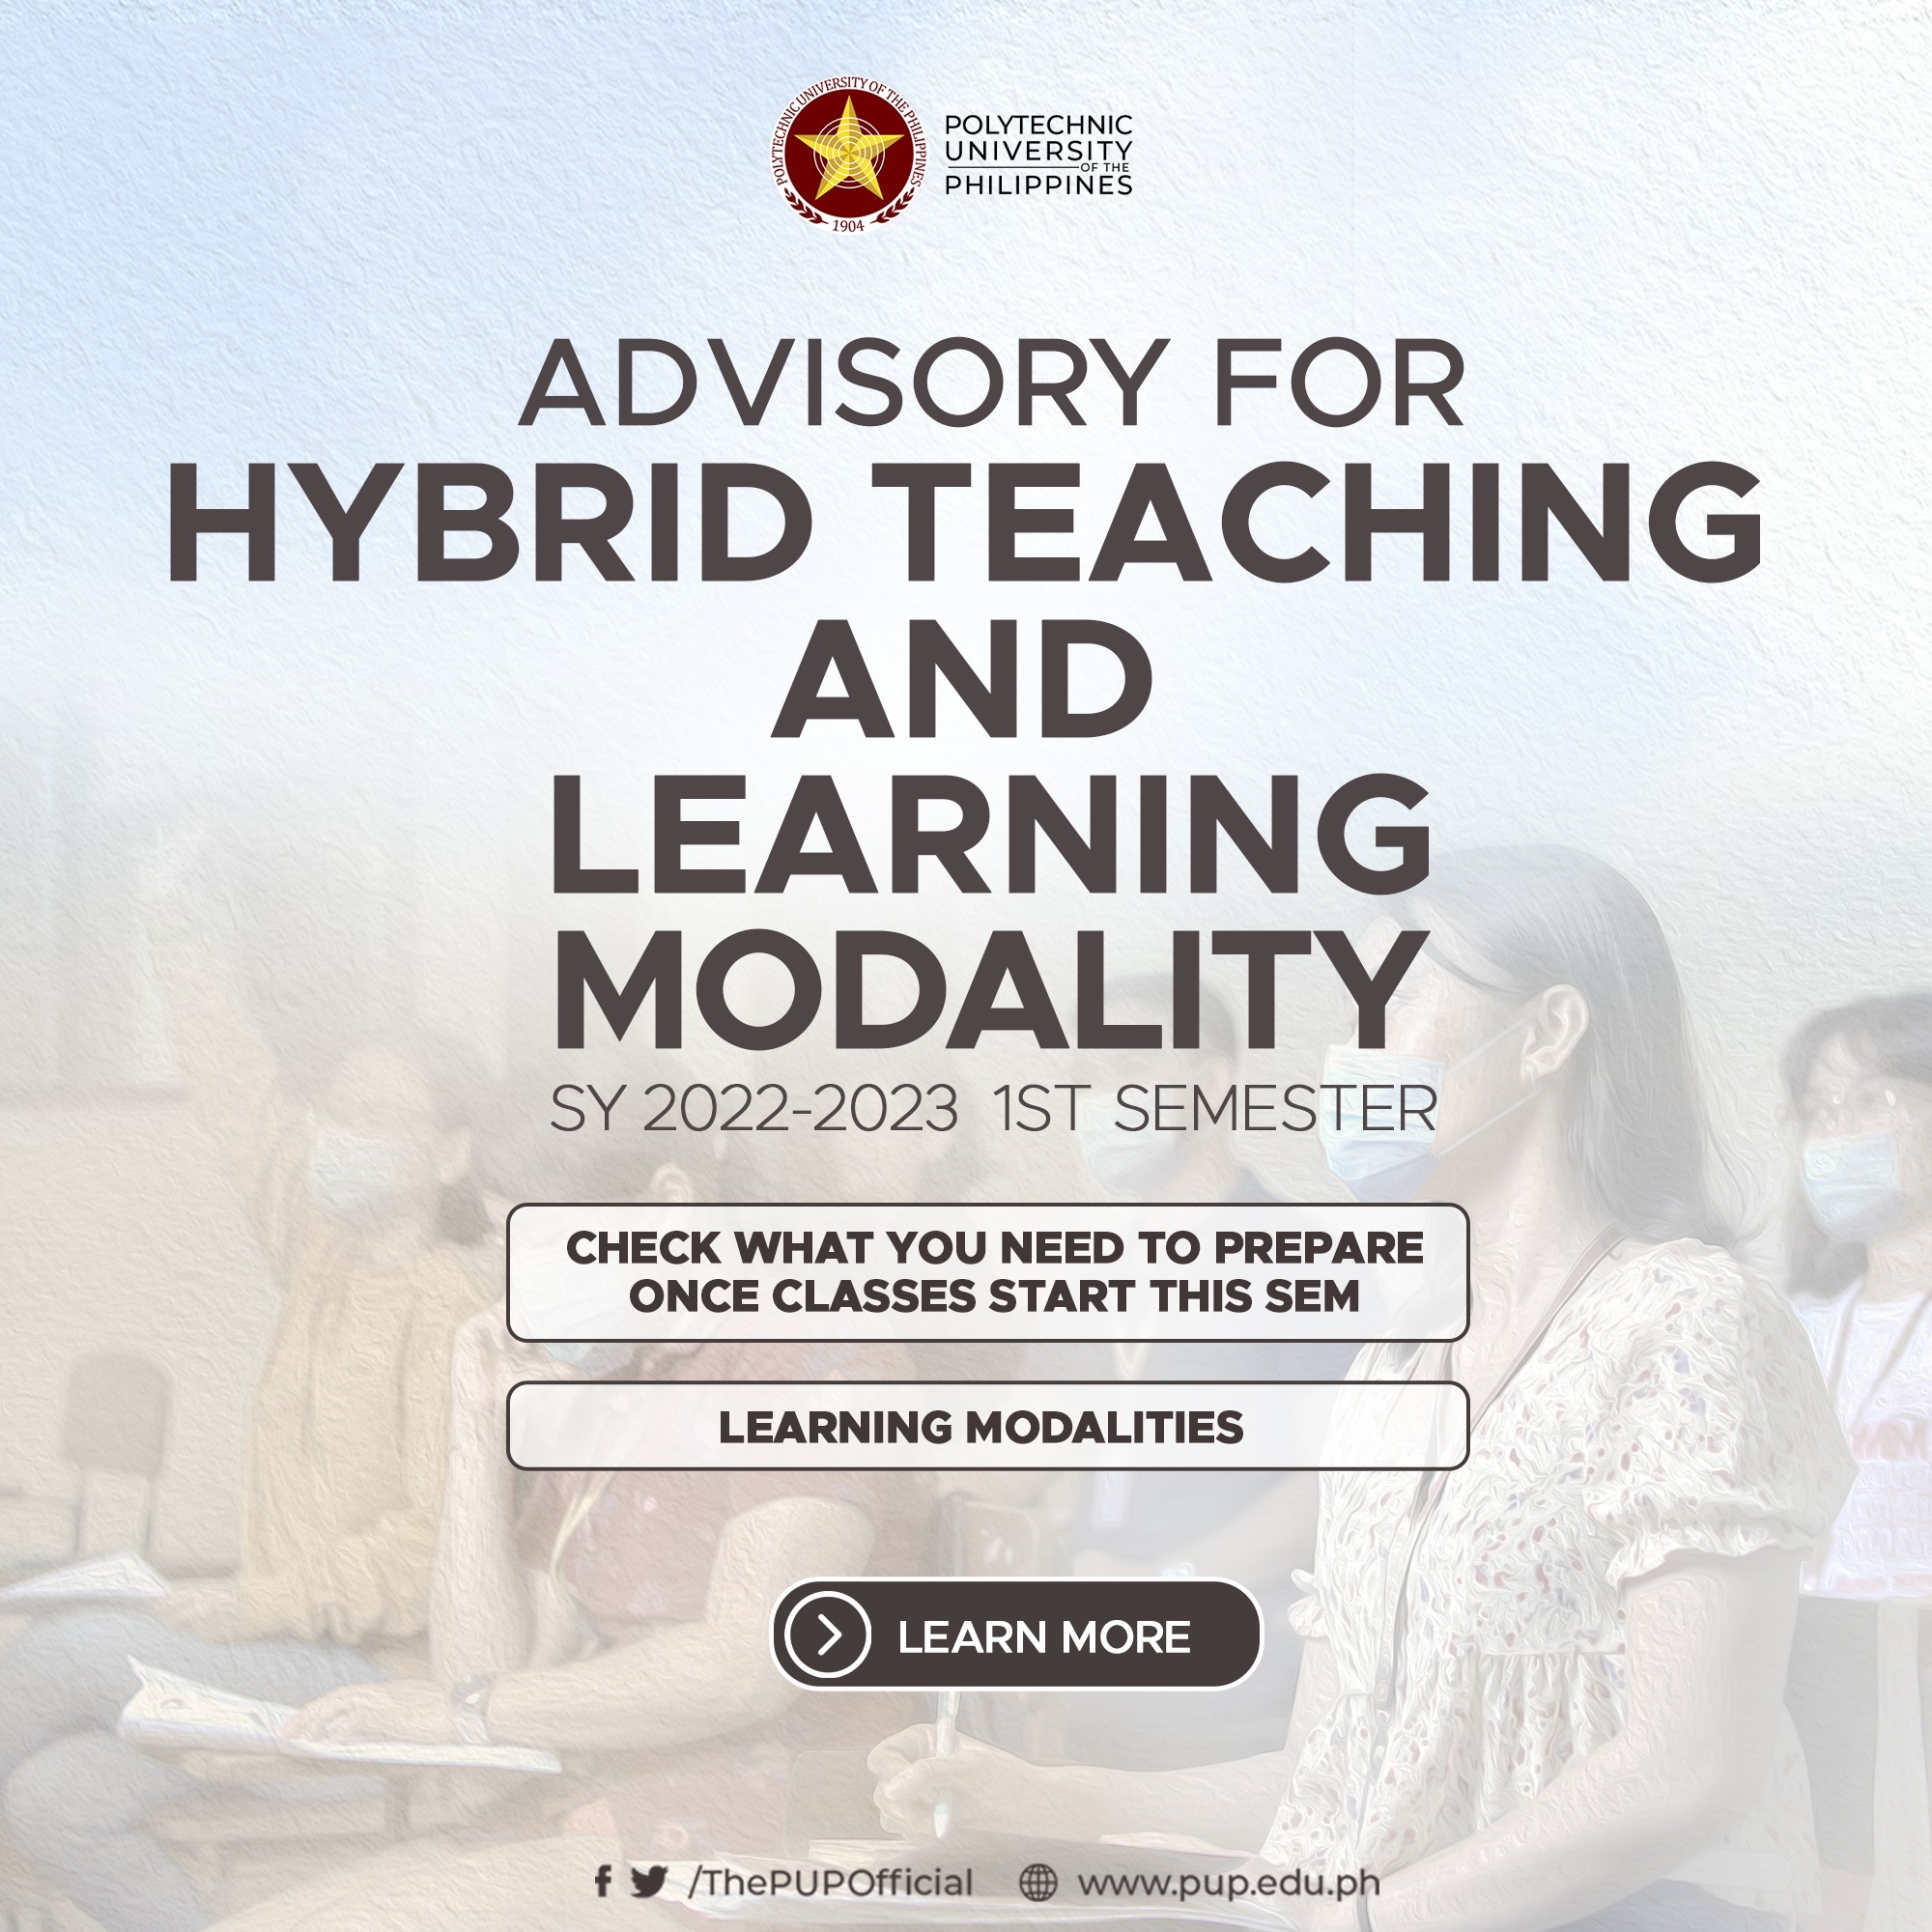 POLYTECHNIC UNIVERSITY OF THE PHILIPPINES
1904
POLYTECHNIC
UNIVERSITY
OF THE
PHILIPPINES
ADVISORY FOR
HYBRID TEACHING
AND
LEARNING
MODALITY
SY 2022-2023 1ST SEMESTER
CHECK WHAT YOU NEED TO PREPARE
ONCE CLASSES START THIS SEM
LEARNING MODALITIES
LEARN MORE
/ThePUPOfficial www.pup.edu.ph